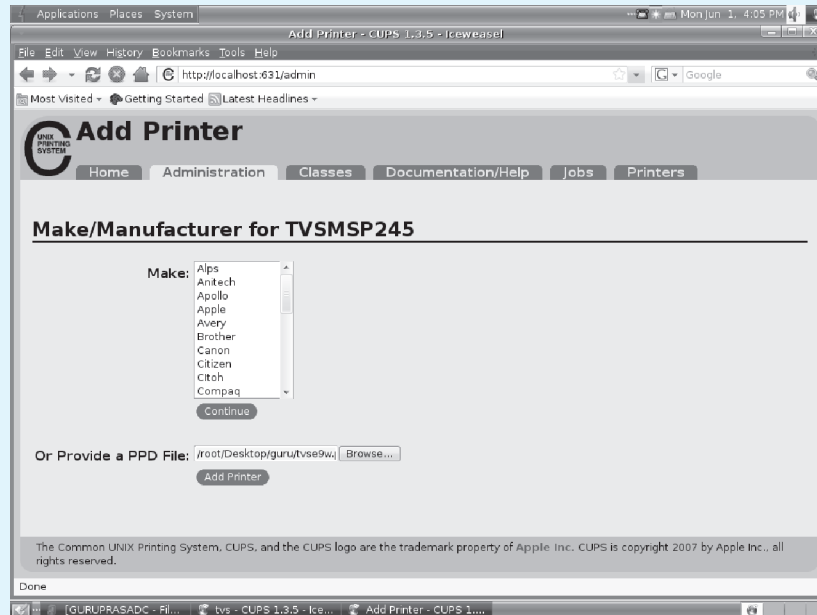 Applications Places System
Mon Jun 1, 4:05 PM
Add Printer - CUPS 1.3.5 - Iceweasel
File Edit View History Bookmarks Tools Help
http://localhost:631/admin
Google
Most Visited Getting Started Latest Headlines
UNIX PRINTING SYSTEM
Add Printer
Home Administration Classes Documentation/Help Jobs Printers
Make/Manufacturer for TVSMSP245
Make:
Alps
Anitech
Apollo
Apple
Avery
Brother
Canon
Citizen
CItoh
Compaq
Continue
Or Provide a PPD File: /root/Desktop/guru/tvse9w. Browse...
Add Printer
The Common UNIX Printing System, CUPS, and the CUPS logo are the trademark property of Apple Inc. CUPS is copyright 2007 by Apple Inc., all
rights reserved.
Done
[GURUPRASADC - Fil... tvs - CUPS 1.3.5 - Ice... Add Printer - CUPS 1....